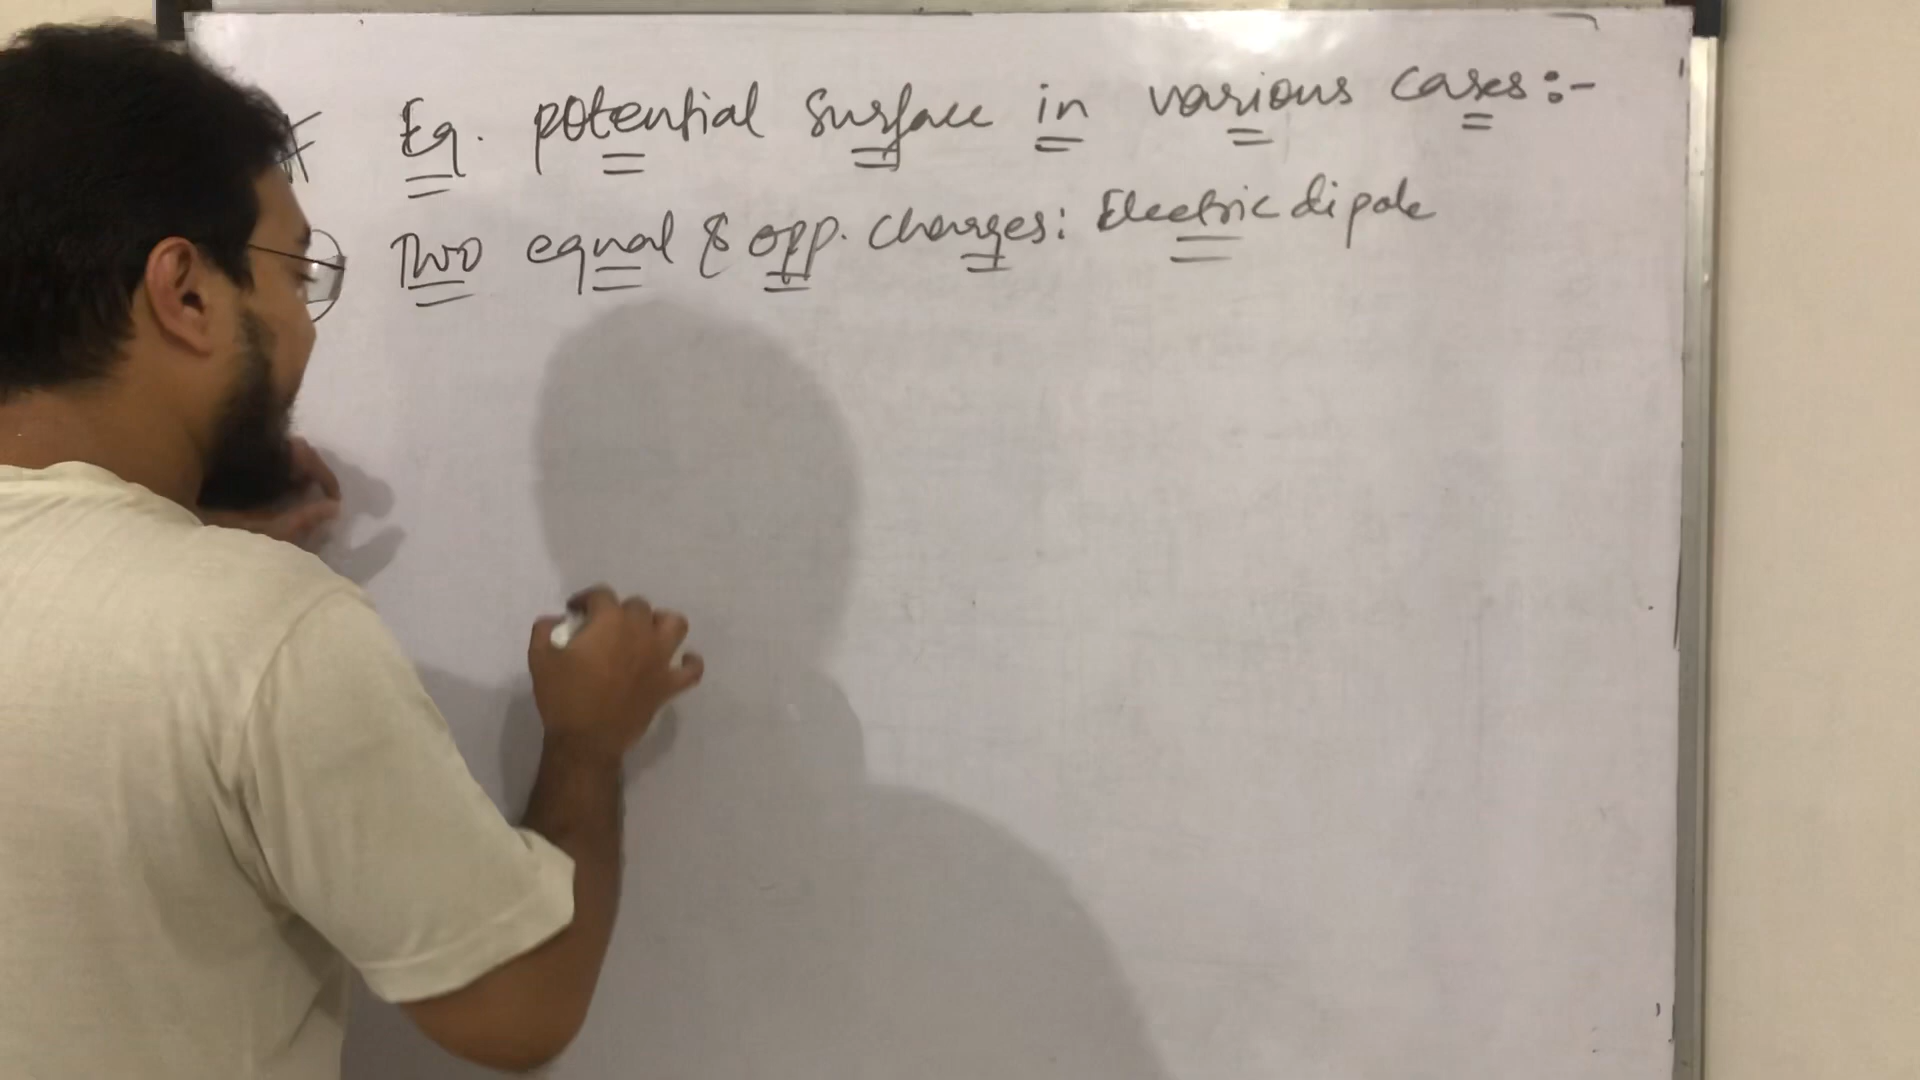 Eq. potential surface in various cases:-
Two equal & opp. charges: Electric dipole